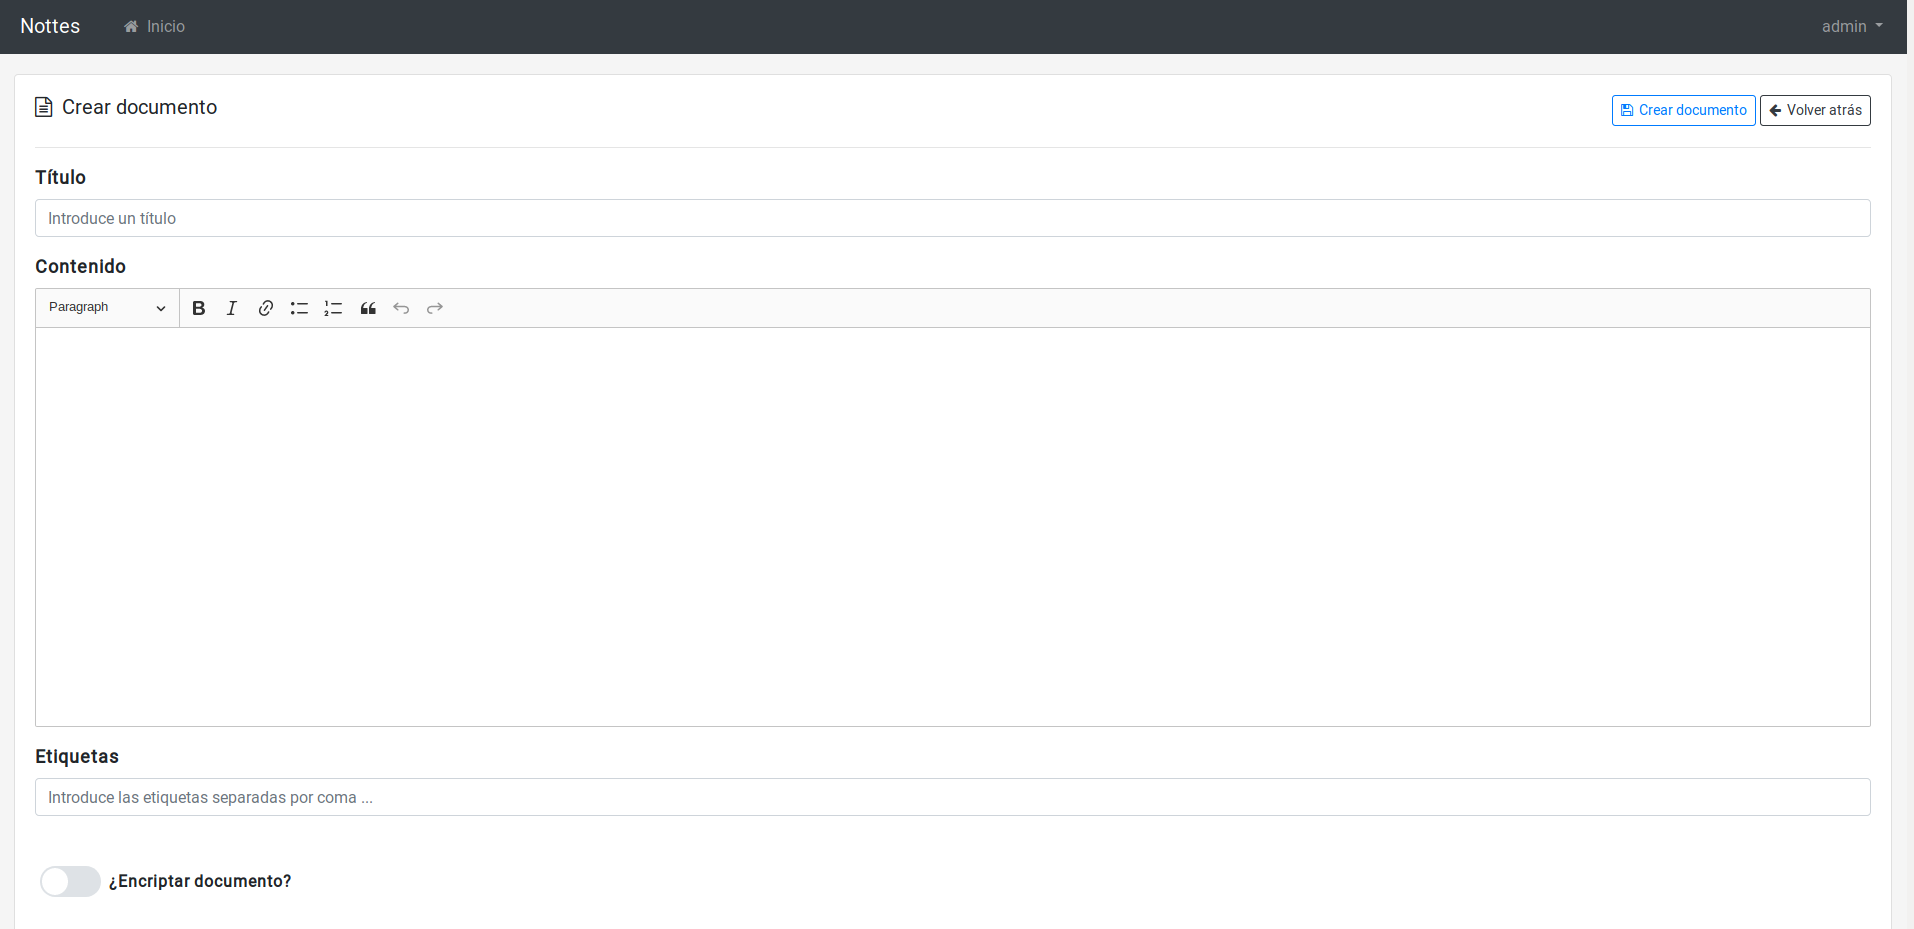 Nottes Inicio admin
Crear documento Crear documento Volver atrás
Título
Introduce un título
Contenido
Paragraph
Etiquetas
Introduce las etiquetas separadas por coma ...
¿Encriptar documento?